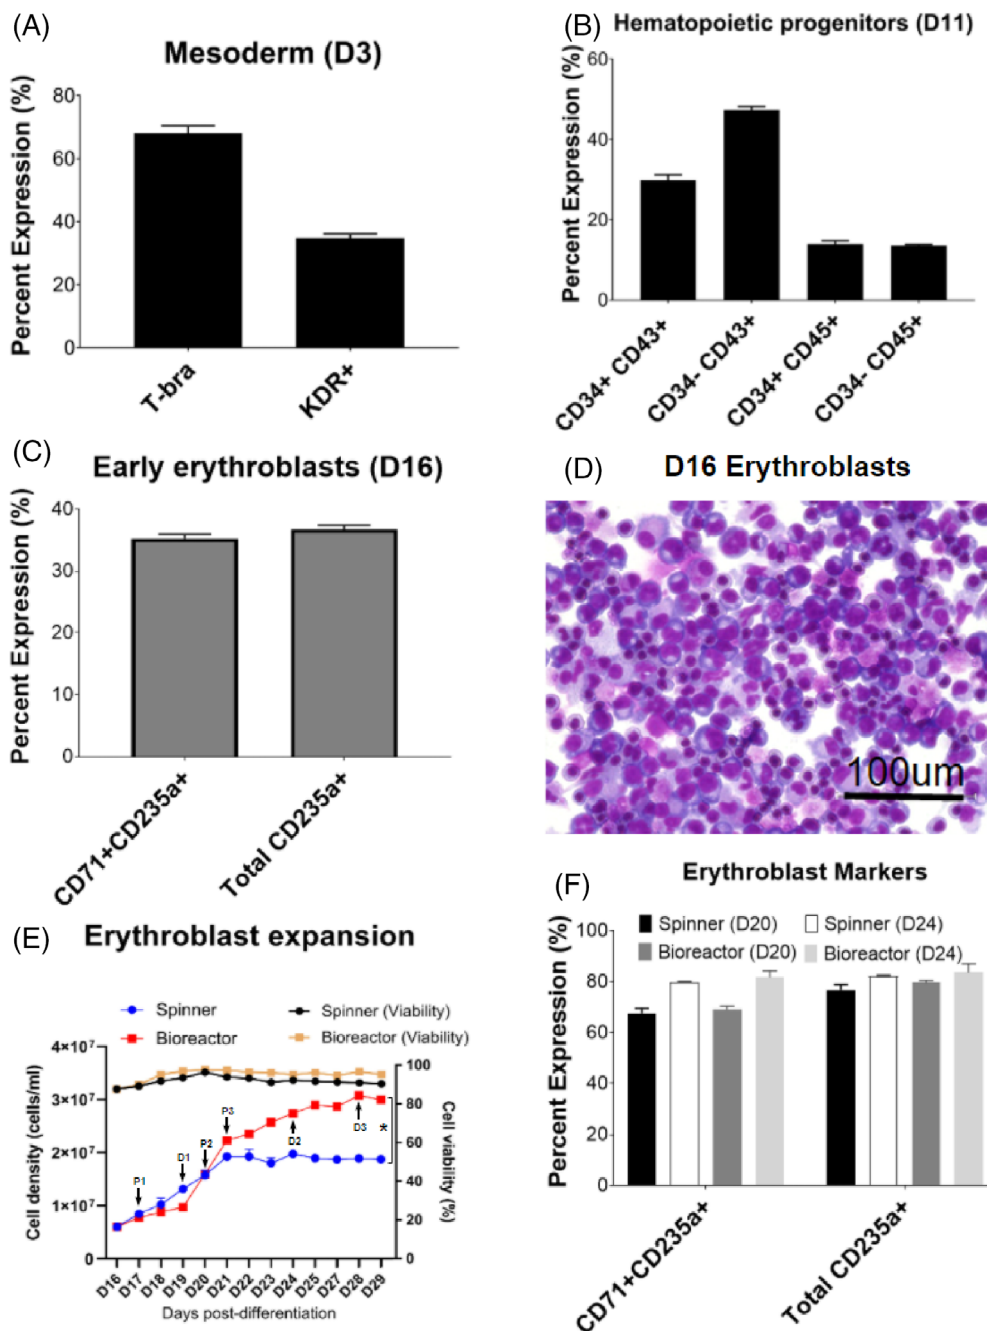 (A)
Mesoderm (D3)
Percent Expression (%)
80
60
40
20
0
T-bra
KDR+
(B)
Hematopoietic progenitors (D11)
Percent Expression (%)
60
40
20
0
CD34+ CD43+
CD34- CD43+
CD34+ CD45+
CD34- CD45+
(C)
Early erythroblasts (D16)
Percent Expression (%)
40
30
20
10
0
CD71+CD235a+
Total CD235a+
(D)
D16 Erythroblasts
100um
(E)
Erythroblast expansion
Spinner
Bioreactor
Spinner (Viability)
Bioreactor (Viability)
Cell density (cells/ml)
4×10⁷
3×10⁷
2×10⁷
1×10⁷
0
100
80
60
40
20
0
Cell viability (%)
P1
D1
P2
P3
D2
D3
*
D16
D17
D18
D19
D20
D21
D22
D23
D24
D25
D27
D28
D29
Days post-differentiation
(F)
Erythroblast Markers
Percent Expression (%)
100
80
60
40
20
0
Spinner (D20)
Spinner (D24)
Bioreactor (D20)
Bioreactor (D24)
CD71+CD235a+
Total CD235a+